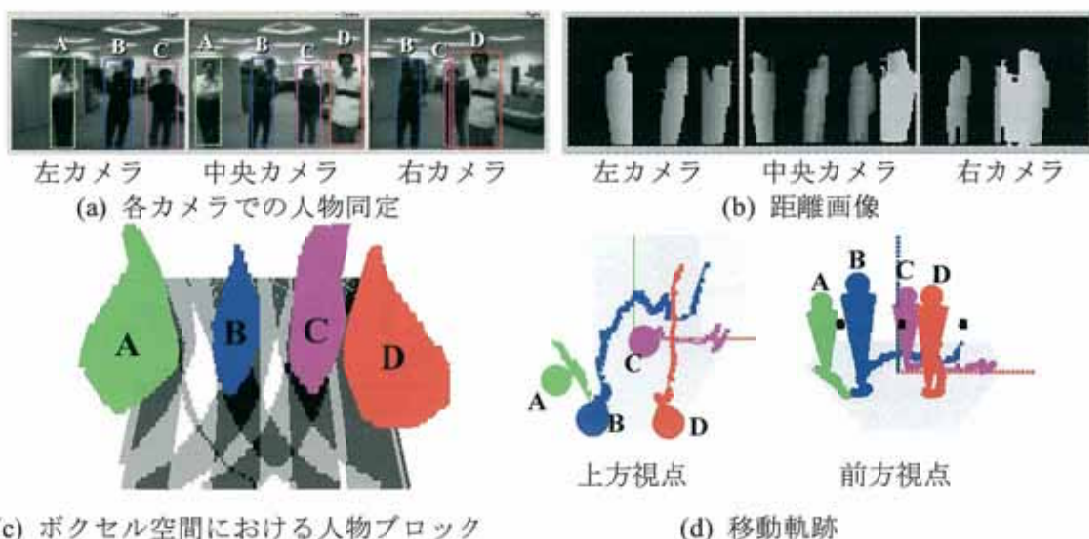 A B C A B C D B C D
左カメラ 中央カメラ 右カメラ
(a) 各カメラでの人物同定
左カメラ 中央カメラ 右カメラ
(b) 距離画像
A B C D
(c) ボクセル空間における人物ブロック
A B C D
上方視点
A B C D
前方視点
(d) 移動軌跡